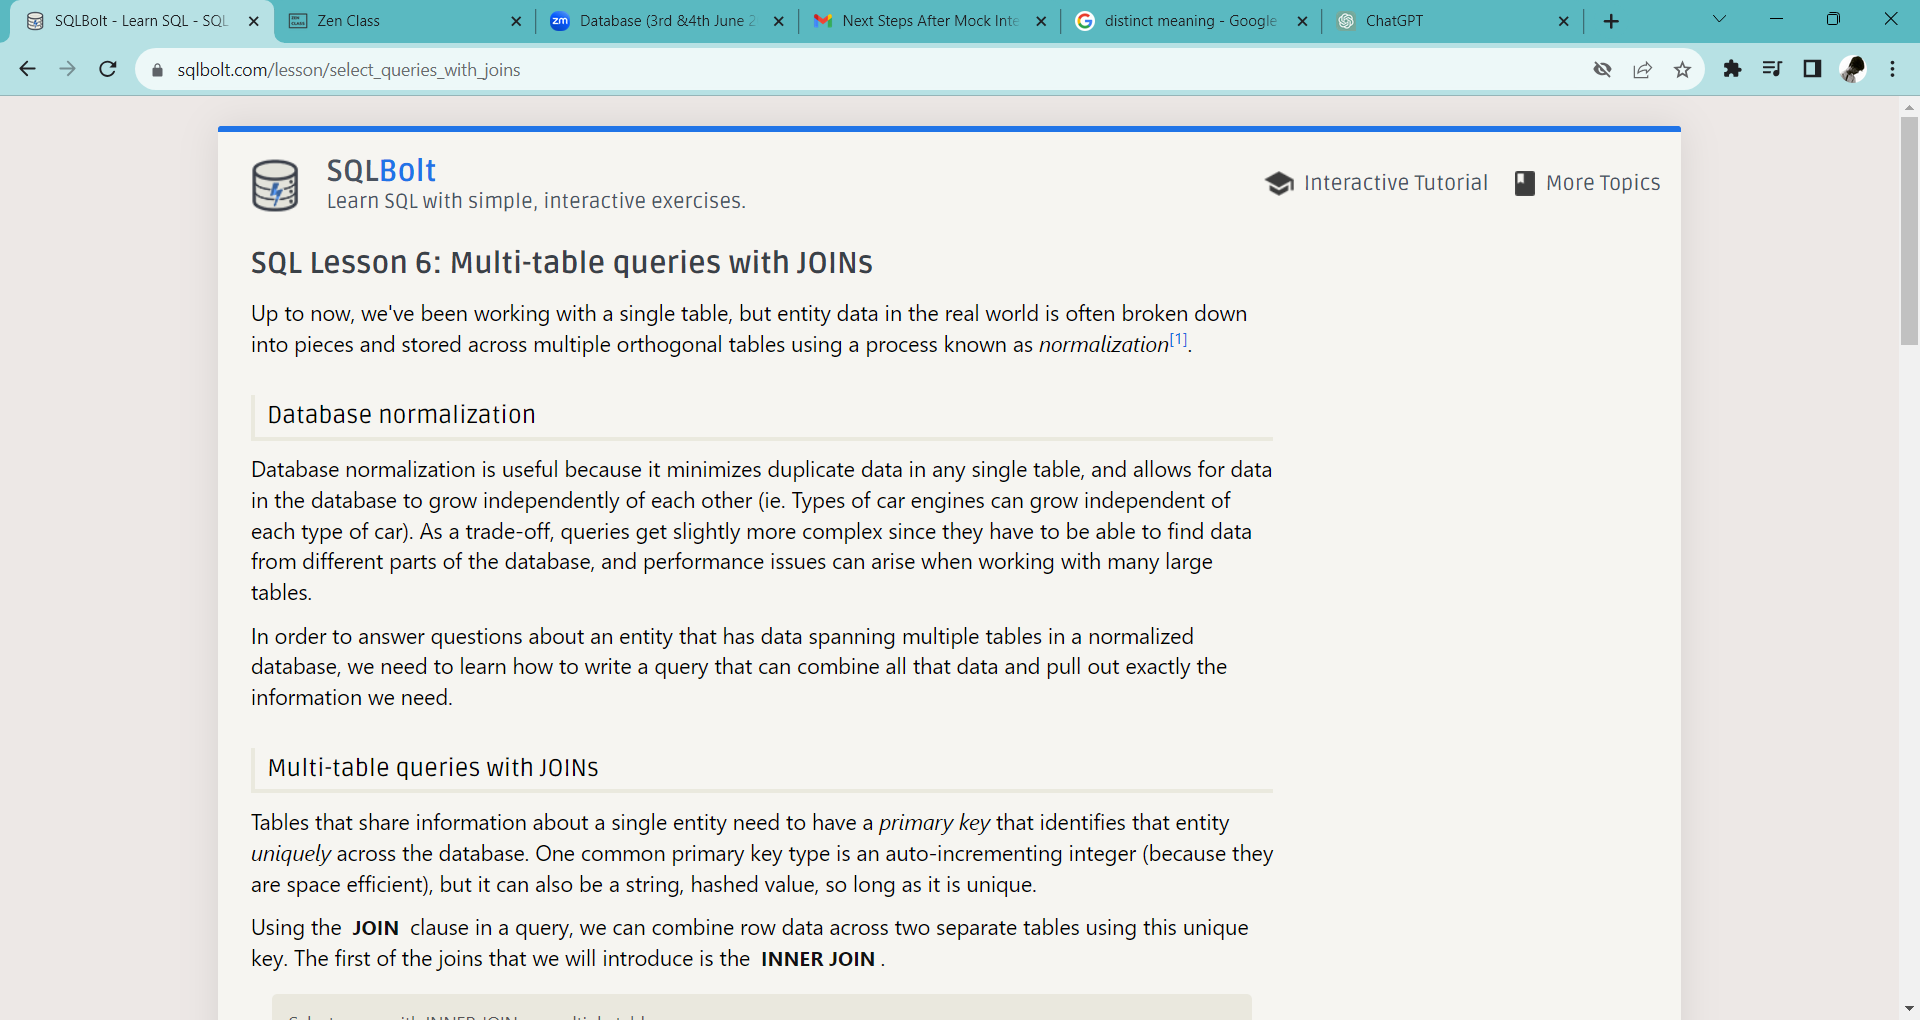 SQLBolt - Learn SQL - SQL
Zen Class
Database (3rd &4th June 2
Next Steps After Mock Inte
distinct meaning - Google
ChatGPT
sqlbolt.com/lesson/select_queries_with_joins
SQLBolt
Learn SQL with simple, interactive exercises.
Interactive Tutorial
More Topics
SQL Lesson 6: Multi-table queries with JOINs
Up to now, we've been working with a single table, but entity data in the real world is often broken down
into pieces and stored across multiple orthogonal tables using a process known as normalization[1].
Database normalization
Database normalization is useful because it minimizes duplicate data in any single table, and allows for data
in the database to grow independently of each other (ie. Types of car engines can grow independent of
each type of car). As a trade-off, queries get slightly more complex since they have to be able to find data
from different parts of the database, and performance issues can arise when working with many large
tables.
In order to answer questions about an entity that has data spanning multiple tables in a normalized
database, we need to learn how to write a query that can combine all that data and pull out exactly the
information we need.
Multi-table queries with JOINs
Tables that share information about a single entity need to have a primary key that identifies that entity
uniquely across the database. One common primary key type is an auto-incrementing integer (because they
are space efficient), but it can also be a string, hashed value, so long as it is unique.
Using the JOIN clause in a query, we can combine row data across two separate tables using this unique
key. The first of the joins that we will introduce is the INNER JOIN .